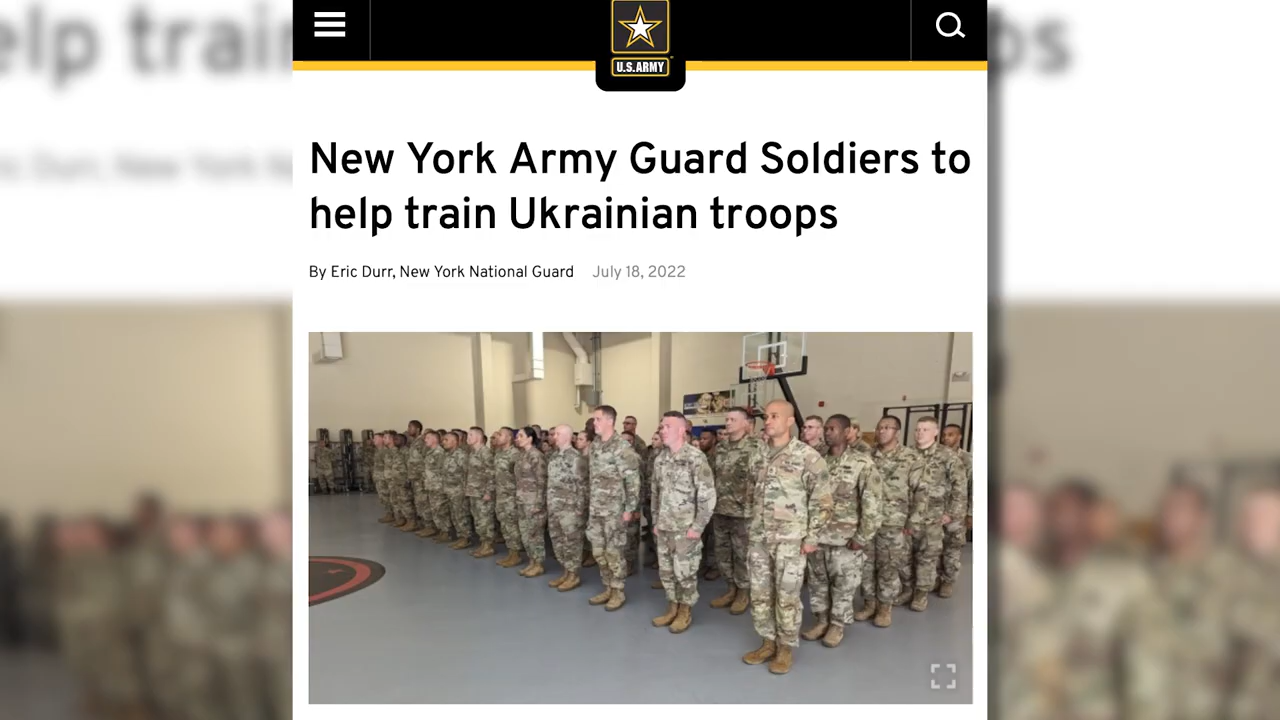 U.S.ARMY
New York Army Guard Soldiers to
help train Ukrainian troops
By Eric Durr, New York National Guard July 18, 2022